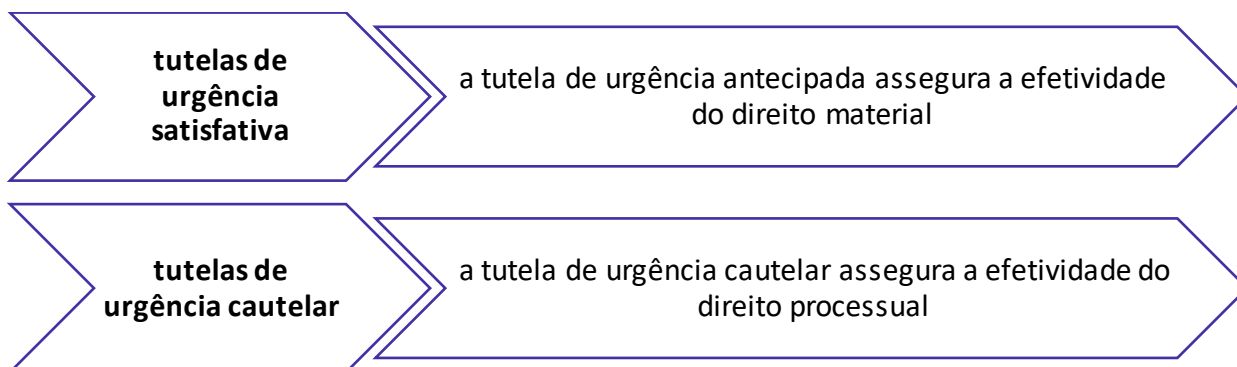 tutelas de
urgência
satisfativa
a tutela de urgência antecipada assegura a efetividade
do direito material
tutelas de
urgência cautelar
a tutela de urgência cautelar assegura a efetividade do
direito processual